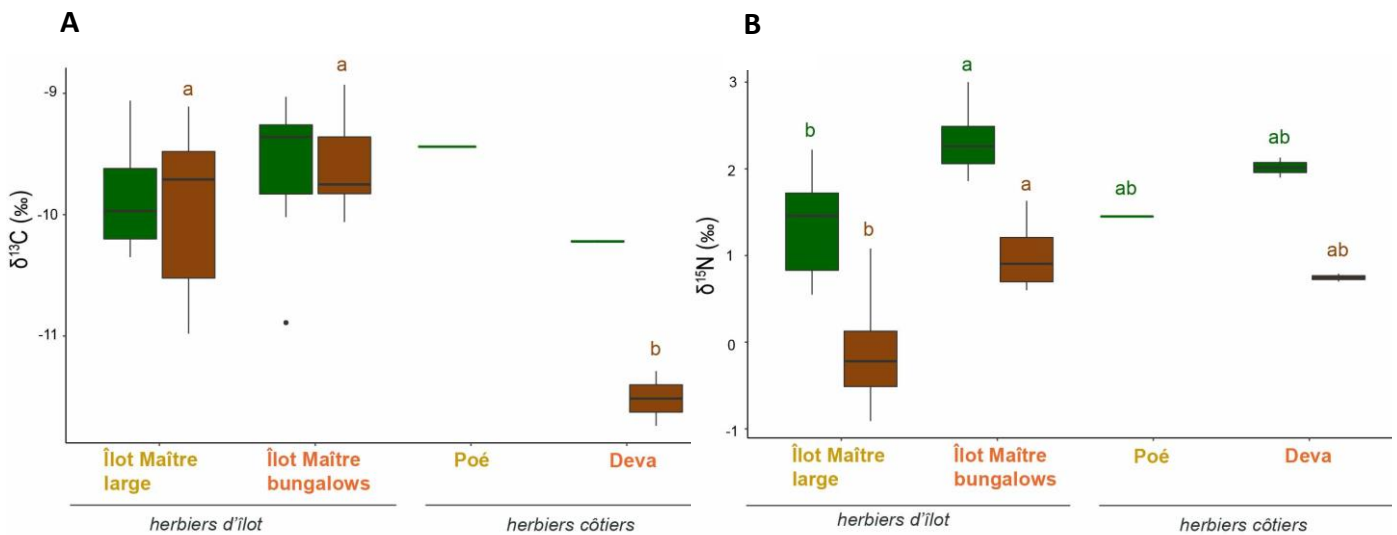 A
a
a
-9
-10
-11
δ¹³C (‰)
b
Îlot Maître
large
Îlot Maître
bungalows
Poé
Deva
herbiers d'îlot
herbiers côtiers
B
3
2
1
0
-1
δ¹⁵N (‰)
b
b
a
a
ab
ab
ab
Îlot Maître
large
Îlot Maître
bungalows
Poé
Deva
herbiers d'îlot
herbiers côtiers